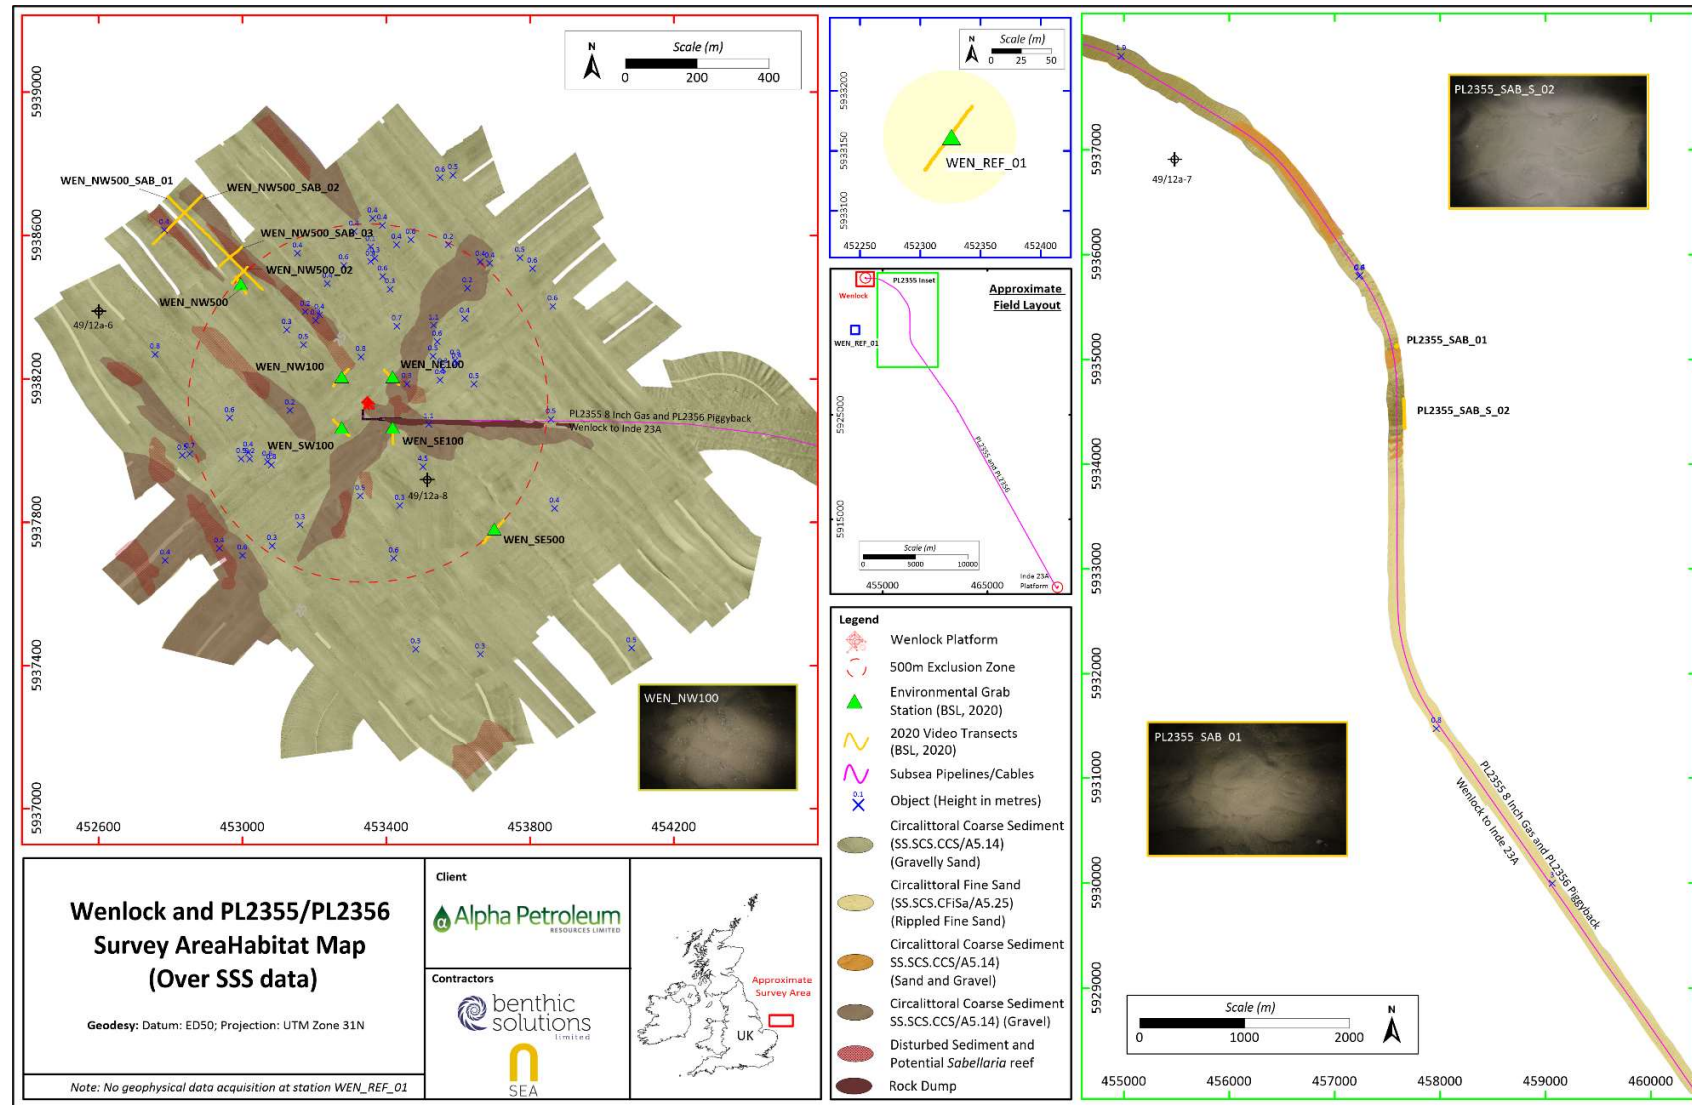 N
Scale (m)
0 200 400
5939000
5938600
5938200
5937800
5937400
5937000
452600 453000 453400 453800 454200
WEN_NW500_SAB_01
WEN_NW500_SAB_02
WEN_NW500_SAB_03
WEN_NW500_02
WEN_NW500
49/12a-6
WEN_NW100
WEN_NE100
WEN_SW100
WEN_SE100
PL2355 8 Inch Gas and PL2356 Piggyback
Wenlock to Inde 23A
49/12a-8
WEN_SE500
WEN_NW100
N
Scale (m)
0 25 50
5933200
5933150
5933100
WEN_REF_01
452250 452300 452350 452400
PL2355 Inset
Approximate
Field Layout
Wenlock
WEN_REF_01
5925000
5915000
PL2355 and PL2356
Scale (m)
0 5000 10000
Inde 23A
Platform
455000 465000
Legend
Wenlock Platform
500m Exclusion Zone
Environmental Grab
Station (BSL, 2020)
2020 Video Transects
(BSL, 2020)
Subsea Pipelines/Cables
0.1
Object (Height in metres)
Circalittoral Coarse Sediment
(SS.SCS.CCS/A5.14)
(Gravelly Sand)
Circalittoral Fine Sand
(SS.SCS.CFiSa/A5.25)
(Rippled Fine Sand)
Circalittoral Coarse Sediment
SS.SCS.CCS/A5.14)
(Sand and Gravel)
Circalittoral Coarse Sediment
SS.SCS.CCS/A5.14) (Gravel)
Disturbed Sediment and
Potential Sabellaria reef
Rock Dump
1.9
PL2355_SAB_S_02
49/12a-7
PL2355_SAB_01
PL2355_SAB_S_02
PL2355_SAB_01
0.8
PL2355 8 Inch Gas and PL2356 Piggyback
Wenlock to Inde 23A
5937000
5936000
5935000
5934000
5933000
5932000
5931000
5930000
5929000
Scale (m)
0 1000 2000
N
455000 456000 457000 458000 459000 460000
Wenlock and PL2355/PL2356
Survey AreaHabitat Map
(Over SSS data)
Geodesy: Datum: ED50; Projection: UTM Zone 31N
Note: No geophysical data acquisition at station WEN_REF_01
Client
Alpha Petroleum
RESOURCES LIMITED
Contractors
benthic
solutions
limited
SEA
Approximate
Survey Area
UK